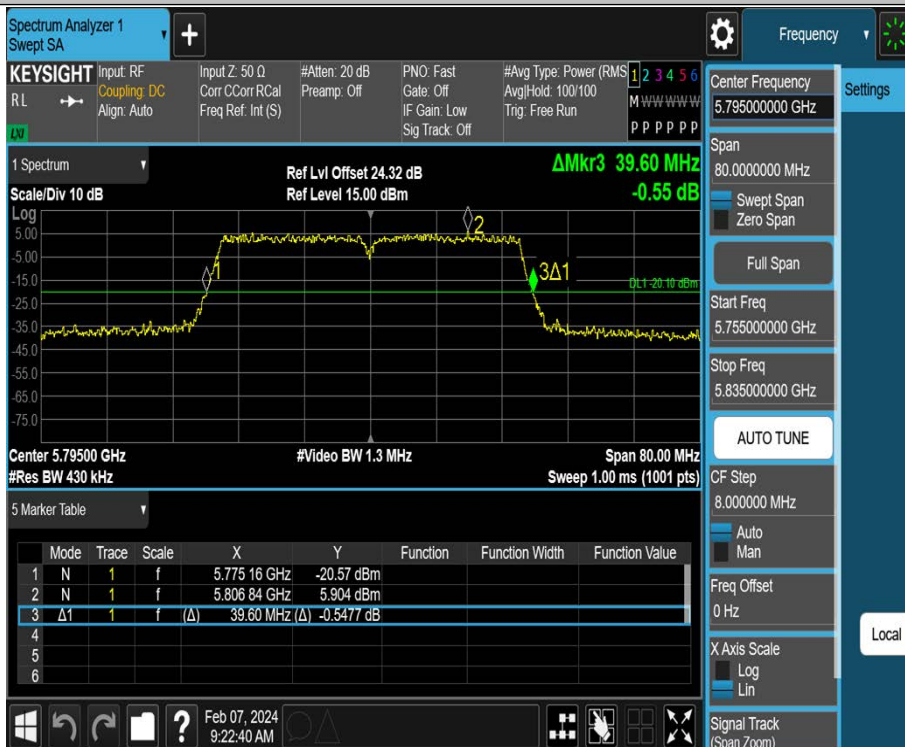 Spectrum Analyzer 1
Swept SA
+
Frequency
KEYSIGHT
RL
LXI
Input: RF
Coupling: DC
Align: Auto
Input Z: 50 Ω
Corr CCorr RCal
Freq Ref: Int (S)
#Atten: 20 dB
Preamp: Off
PNO: Fast
Gate: Off
IF Gain: Low
Sig Track: Off
#Avg Type: Power (RMS
Avg|Hold: 100/100
Trig: Free Run
1 2 3 4 5 6
M W W W W W
P P P P P P
1 Spectrum
Scale/Div 10 dB
Log
Ref Lvl Offset 24.32 dB
Ref Level 15.00 dBm
ΔMkr3 39.60 MHz
-0.55 dB
5.00
-5.00
-15.0
-25.0
-35.0
-45.0
-55.0
-65.0
-75.0
1
2
3Δ1
DL1 -20.10 dBm
Center 5.79500 GHz
#Res BW 430 kHz
#Video BW 1.3 MHz
Span 80.00 MHz
Sweep 1.00 ms (1001 pts)
5 Marker Table
Mode Trace Scale X Y Function Function Width Function Value
1 N 1 f 5.775 16 GHz -20.57 dBm
2 N 1 f 5.806 84 GHz 5.904 dBm
3 Δ1 1 f (Δ) 39.60 MHz (Δ) -0.5477 dB
4
5
6
?
Feb 07, 2024
9:22:40 AM
Center Frequency
5.795000000 GHz
Span
80.0000000 MHz
Swept Span
Zero Span
Full Span
Start Freq
5.755000000 GHz
Stop Freq
5.835000000 GHz
AUTO TUNE
CF Step
8.000000 MHz
Auto
Man
Freq Offset
0 Hz
X Axis Scale
Log
Lin
Signal Track
(Span Zoom)
Settings
Local